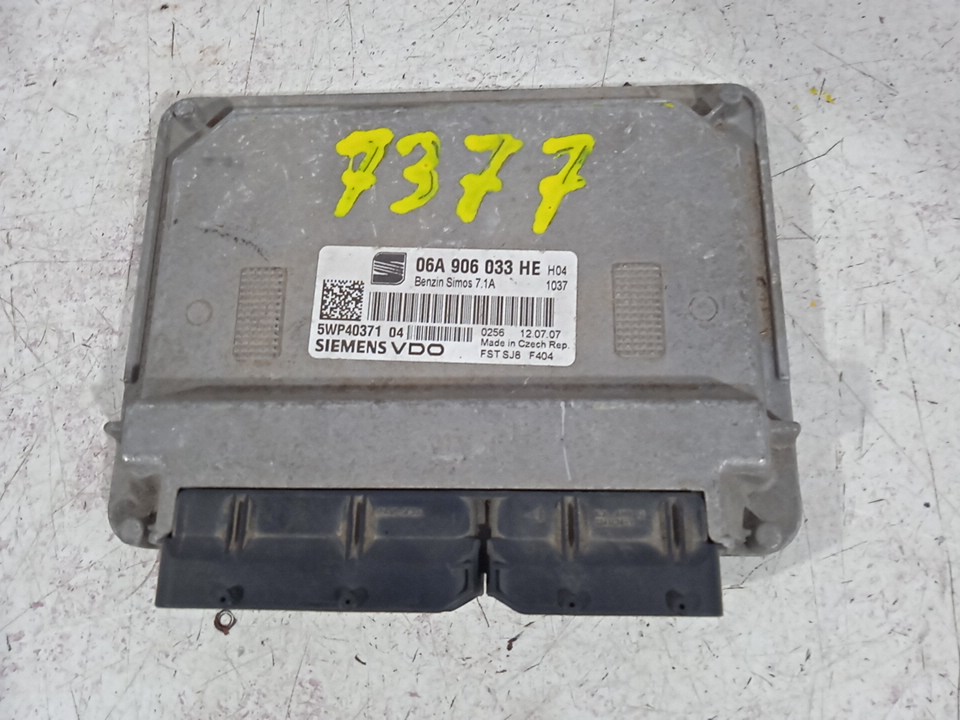 7377
06A 906 033 HE H04
Benzin Simos 7.1A 1037
5WP40371 04 0256 12.07.07
SIEMENS VDO Made in Czech Rep.
FST SJ8 F404